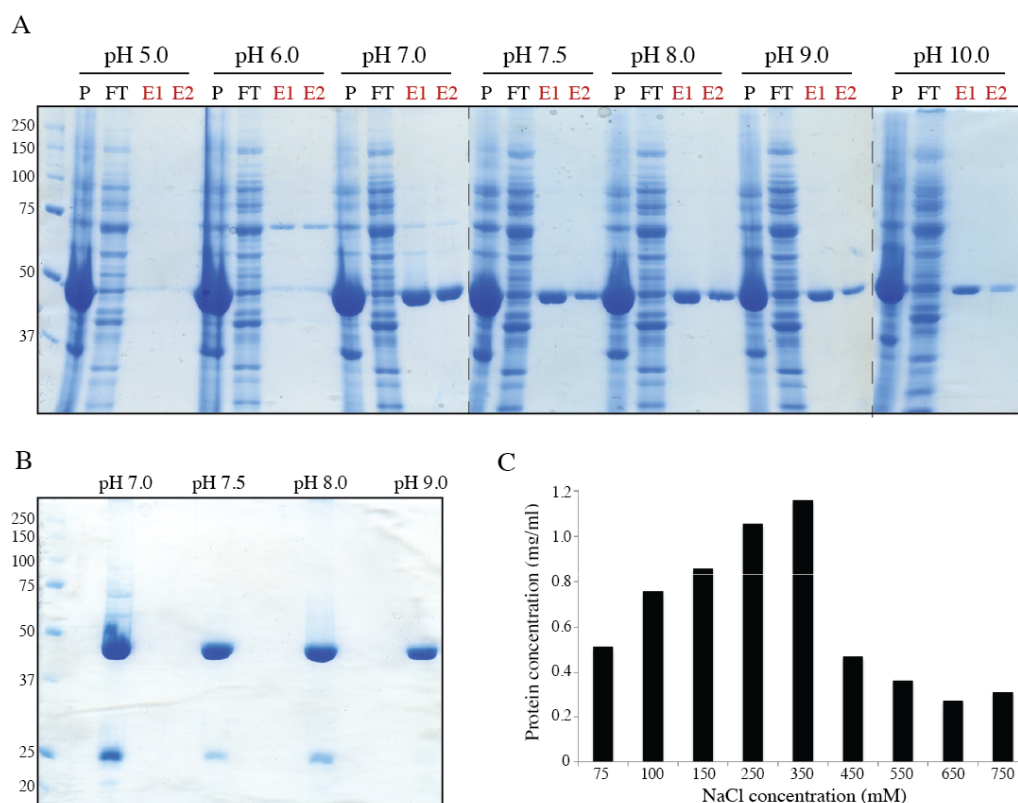 A
pH 5.0 pH 6.0 pH 7.0 pH 7.5 pH 8.0 pH 9.0 pH 10.0
P FT E1 E2 P FT E1 E2 P FT E1 E2 P FT E1 E2 P FT E1 E2 P FT E1 E2 P FT E1 E2
250
150
100
75
50
37
B
pH 7.0 pH 7.5 pH 8.0 pH 9.0
250
150
100
75
50
37
25
20
C
Protein concentration (mg/ml)
1.2
1.0
0.8
0.6
0.4
0.2
0
75 100 150 250 350 450 550 650 750
NaCl concentration (mM)